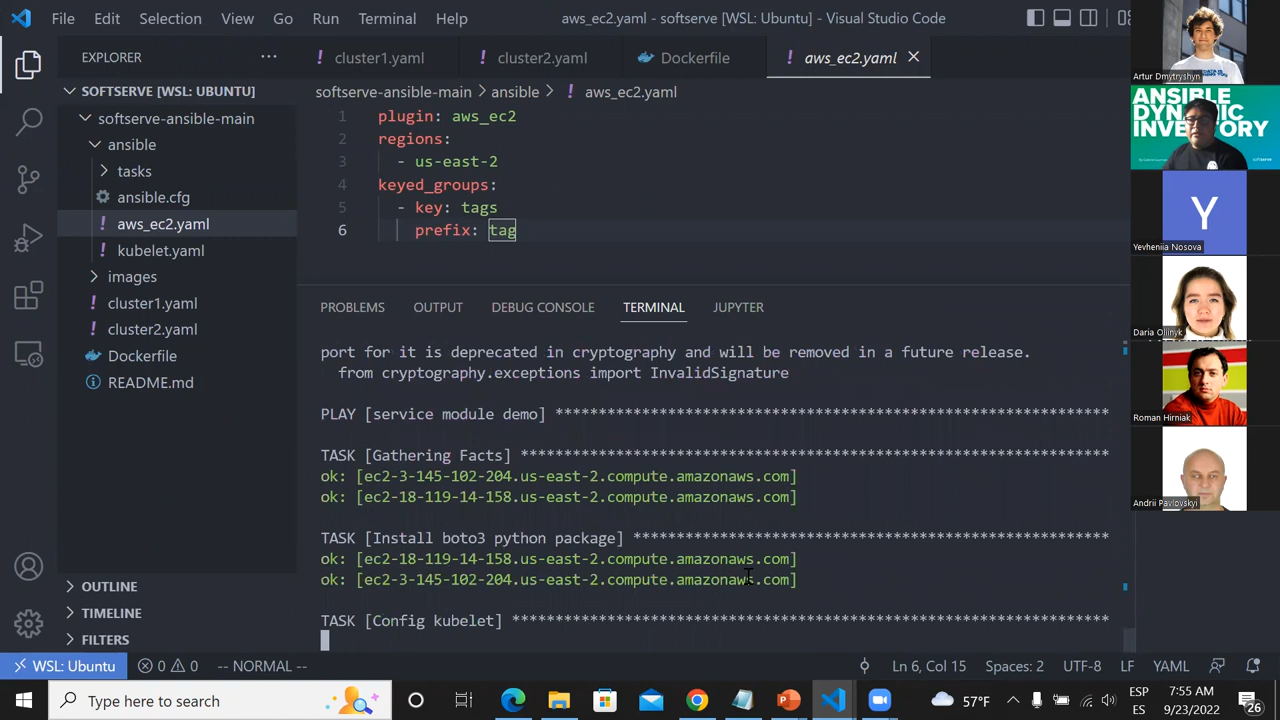 File Edit Selection View Go Run Terminal Help
aws_ec2.yaml - softserve [WSL: Ubuntu] - Visual Studio Code
EXPLORER
SOFTSERVE [WSL: UBUNTU]
softserve-ansible-main
ansible
tasks
ansible.cfg
! aws_ec2.yaml
! kubelet.yaml
images
! cluster1.yaml
! cluster2.yaml
Dockerfile
README.md
OUTLINE
TIMELINE
FILTERS
! cluster1.yaml ! cluster2.yaml Dockerfile ! aws_ec2.yaml
softserve-ansible-main > ansible > ! aws_ec2.yaml
1 plugin: aws_ec2
2 regions:
3 - us-east-2
4 keyed_groups:
5 - key: tags
6 prefix: tag
PROBLEMS OUTPUT DEBUG CONSOLE TERMINAL JUPYTER
port for it is deprecated in cryptography and will be removed in a future release.
from cryptography.exceptions import InvalidSignature
PLAY [service module demo] ******************************************************
TASK [Gathering Facts] **********************************************************
ok: [ec2-3-145-102-204.us-east-2.compute.amazonaws.com]
ok: [ec2-18-119-14-158.us-east-2.compute.amazonaws.com]
TASK [Install boto3 python package] *********************************************
ok: [ec2-18-119-14-158.us-east-2.compute.amazonaws.com]
ok: [ec2-3-145-102-204.us-east-2.compute.amazonaws.com]
TASK [Config kubelet] ***********************************************************
WSL: Ubuntu 0 0 -- NORMAL -- Ln 6, Col 15 Spaces: 2 UTF-8 LF YAML
Type here to search
57°F
ESP
ES
7:55 AM
9/23/2022
26
Artur Dmytryshyn
ANSIBLE
DYNAMIC
INVENTORY
softserve
Y
Yevheniia Nosova
Daria Oliinyk
Roman Hirniak
Andrii Pavlovskyi